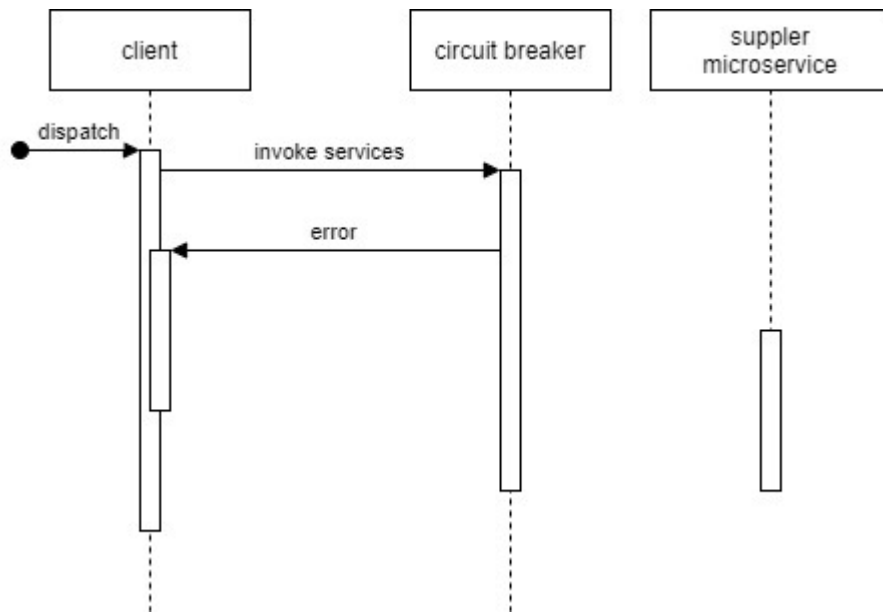 client
circuit breaker
suppler
microservice
dispatch
invoke services
error